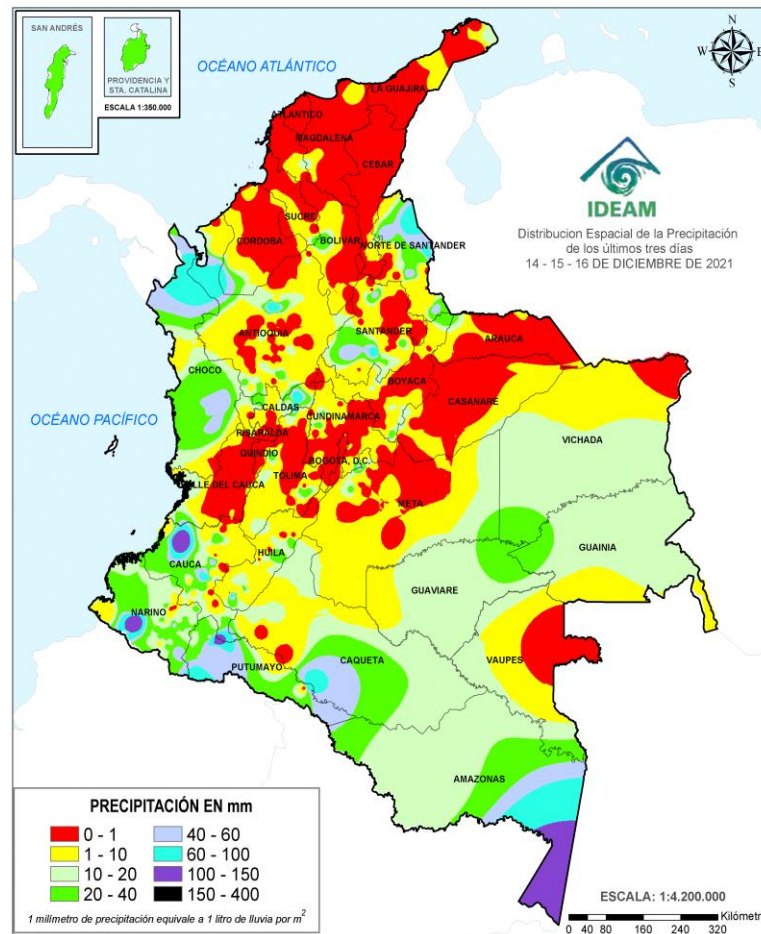 SAN ANDRÉS
PROVIDENCIA Y
STA. CATALINA
ESCALA 1:350.000
OCÉANO ATLÁNTICO
N
W
E
S
LA GUAJIRA
ATLANTICO
MAGDALENA
CESAR
IDEAM
Distribucion Espacial de la Precipitación
de los últimos tres días
14 - 15 - 16 DE DICIEMBRE DE 2021
SUCRE
CORDOBA
BOLIVAR
NORTE DE SANTANDER
ANTIOQUIA
SANTANDER
ARAUCA
CHOCO
BOYACA
CASANARE
OCÉANO PACÍFICO
CALDAS
CUNDINAMARCA
RISARALDA
VICHADA
QUINDIO
BOGOTA, D.C.
TOLIMA
VALLE DEL CAUCA
META
GUAINIA
CAUCA
HUILA
GUAVIARE
NARIÑO
PUTUMAYO
CAQUETA
VAUPES
AMAZONAS
PRECIPITACIÓN EN mm
0 - 1
40 - 60
1 - 10
60 - 100
10 - 20
100 - 150
20 - 40
150 - 400
1 milímetro de precipitación equivale a 1 litro de lluvia por m²
ESCALA: 1:4.200.000
Kilómetr
0 40 80 160 240 320